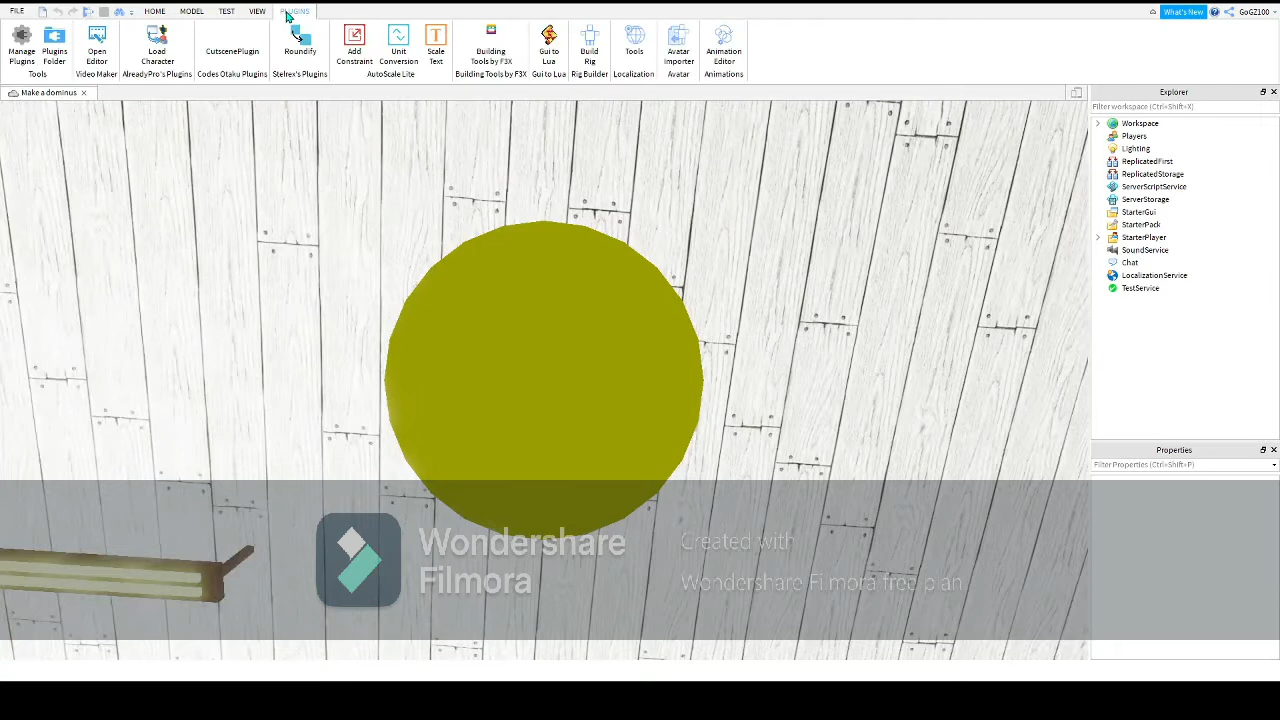 FILE HOME MODEL TEST VIEW PLUGINS What's New GoGZ100
Manage Plugins
Plugins Folder
Tools
Open Editor
Video Maker
Load Character
AlreadyPro's Plugins
CutscenePlugin
Codes Otaku Plugins
Roundify
Stelrex's Plugins
Add Constraint
Unit Conversion
Scale Text
AutoScale Lite
Building Tools by F3X
Building Tools by F3X
Gui to Lua
Gui to Lua
Build Rig
Rig Builder
Tools
Localization
Avatar Importer
Avatar
Animation Editor
Animations
Make a dominus
Explorer
Filter workspace (Ctrl+Shift+X)
Workspace
Players
Lighting
ReplicatedFirst
ReplicatedStorage
ServerScriptService
ServerStorage
StarterGui
StarterPack
StarterPlayer
SoundService
Chat
LocalizationService
TestService
Properties
Filter Properties (Ctrl+Shift+P)
Wondershare
Filmora
Created with
Wondershare Filmora free plan